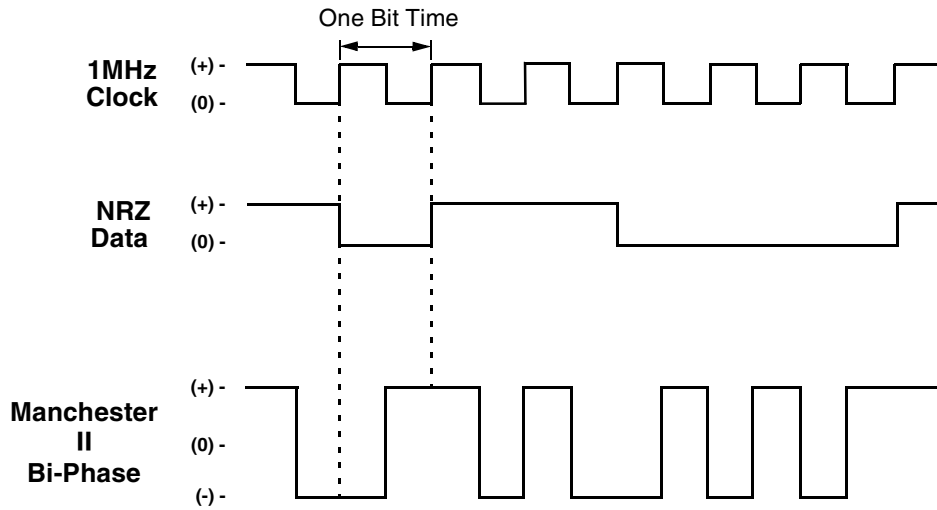 One Bit Time
1MHz
Clock
(+) -
(0) -
NRZ
Data
(+) -
(0) -
Manchester
II
Bi-Phase
(+) -
(0) -
(-) -